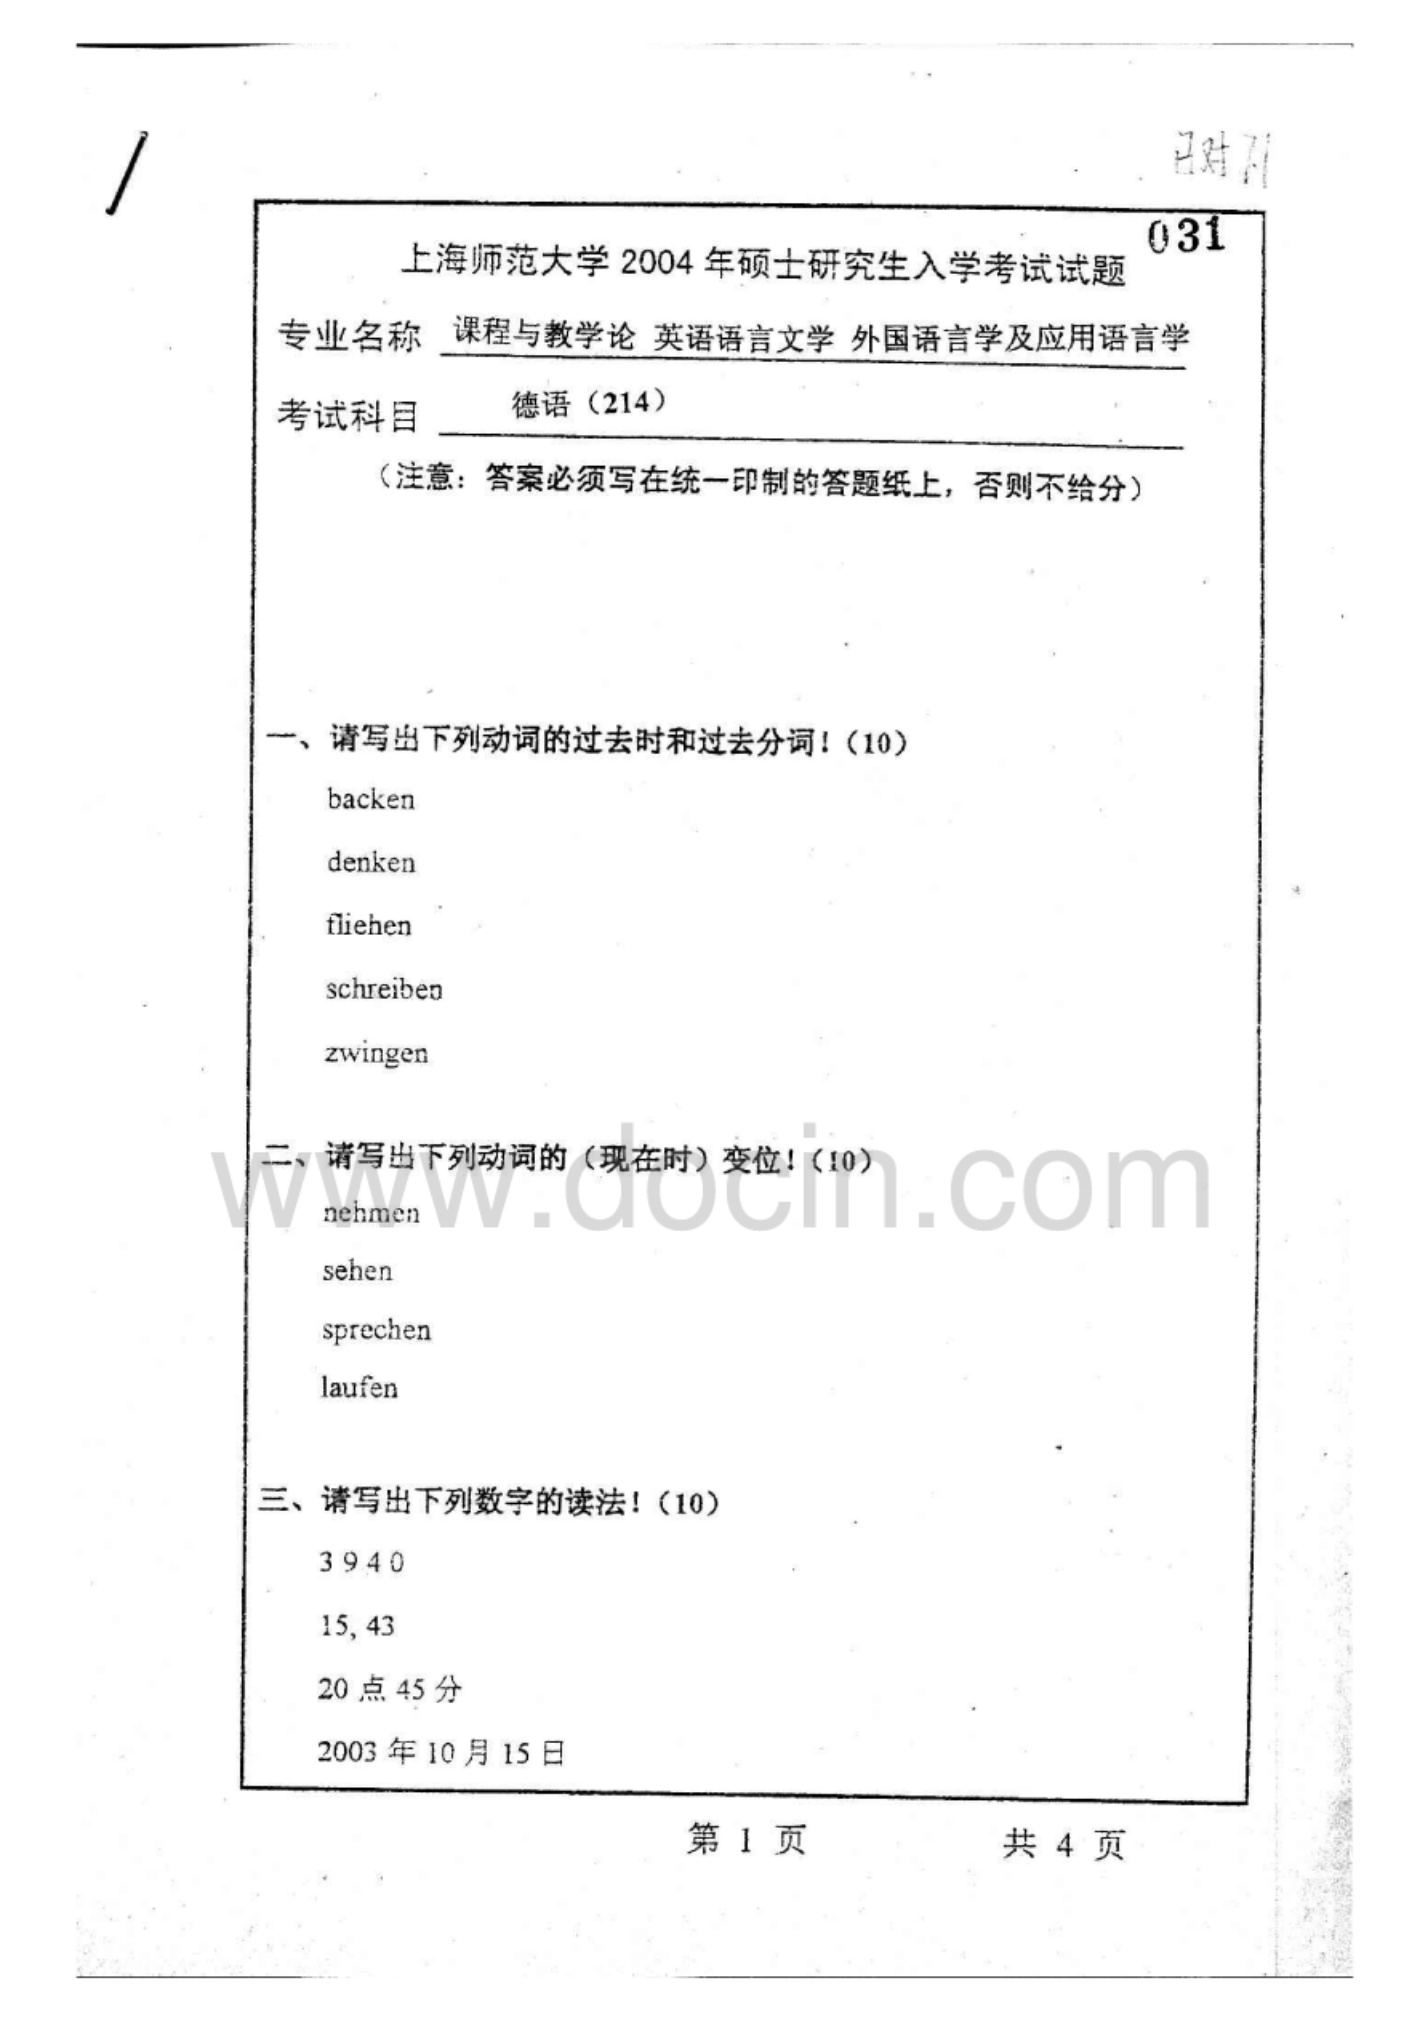 031
上海师范大学 2004 年硕士研究生入学考试试题
专业名称 课程与教学论 英语语言文学 外国语言学及应用语言学
考试科目 德语（214）
（注意：答案必须写在统一印制的答题纸上，否则不给分）
一、请写出下列动词的过去时和过去分词！（10）
backen
denken
fliehen
schreiben
zwingen
二、请写出下列动词的（现在时）变位！（10）
www.docin.com
nehmen
sehen
sprechen
laufen
三、请写出下列数字的读法！（10）
3 9 4 0
15, 43
20 点 45 分
2003 年 10 月 15 日
第 1 页 共 4 页